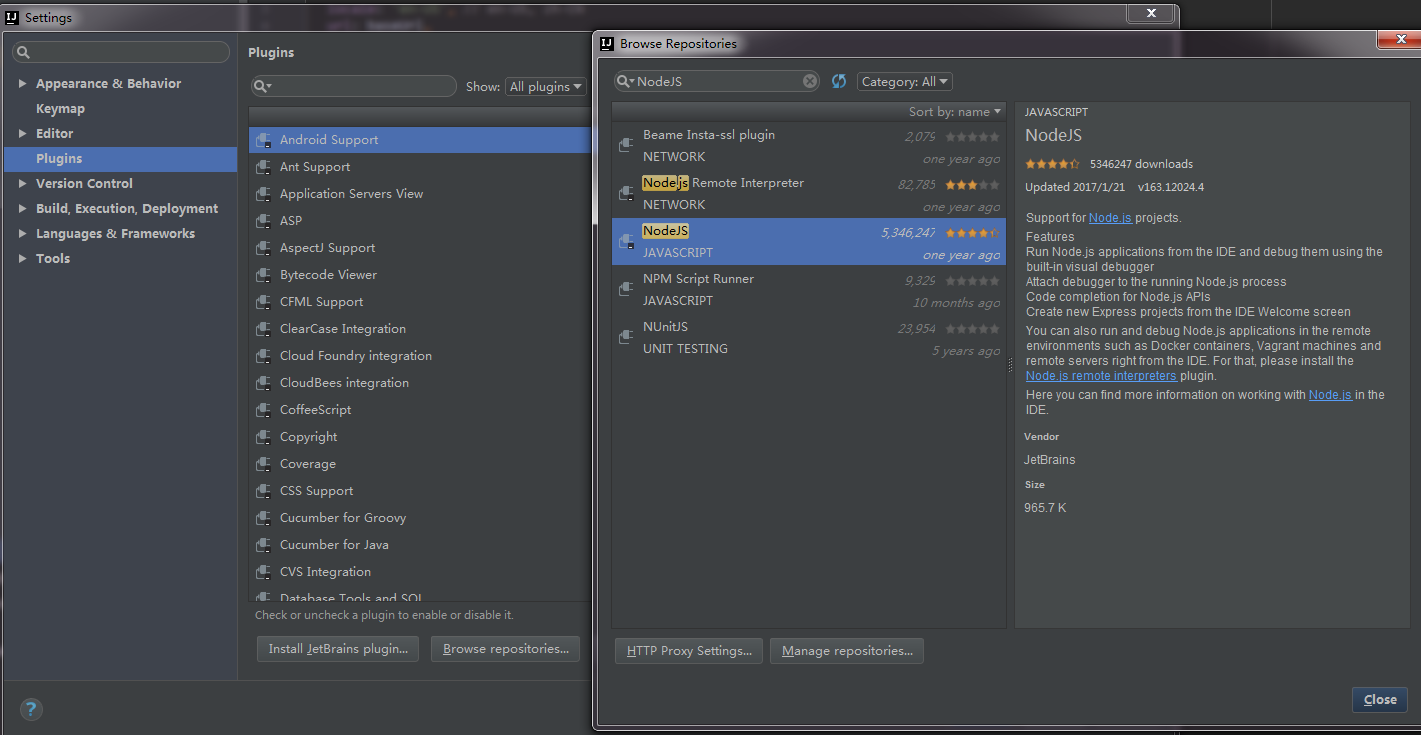 Settings
Appearance & Behavior
Keymap
Editor
Plugins
Version Control
Build, Execution, Deployment
Languages & Frameworks
Tools
Plugins
Show: All plugins
Android Support
Ant Support
Application Servers View
ASP
AspectJ Support
Bytecode Viewer
CFML Support
ClearCase Integration
Cloud Foundry integration
CloudBees integration
CoffeeScript
Copyright
Coverage
CSS Support
Cucumber for Groovy
Cucumber for Java
CVS Integration
Database Tools and SQL
Check or uncheck a plugin to enable or disable it.
Install JetBrains plugin...
Browse repositories...
?
Browse Repositories
NodeJS
Category: All
Sort by: name
Beame Insta-ssl plugin 2,079
NETWORK one year ago
Nodejs Remote Interpreter 82,785
NETWORK one year ago
NodeJS 5,346,247
JAVASCRIPT one year ago
NPM Script Runner 9,329
JAVASCRIPT 10 months ago
NUnitJS 23,954
UNIT TESTING 5 years ago
JAVASCRIPT
NodeJS
5346247 downloads
Updated 2017/1/21 v163.12024.4
Support for Node.js projects.
Features
Run Node.js applications from the IDE and debug them using the
built-in visual debugger
Attach debugger to the running Node.js process
Code completion for Node.js APIs
Create new Express projects from the IDE Welcome screen
You can also run and debug Node.js applications in the remote
environments such as Docker containers, Vagrant machines and
remote servers right from the IDE. For that, please install the
Node.js remote interpreters plugin.
Here you can find more information on working with Node.js in the
IDE.
Vendor
JetBrains
Size
965.7 K
HTTP Proxy Settings...
Manage repositories...
Close